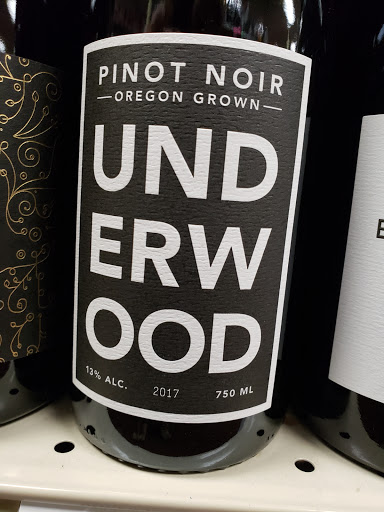 PINOT NOIR
—OREGON GROWN—
UND
ERW
OOD
13% ALC.
2017
750 ML